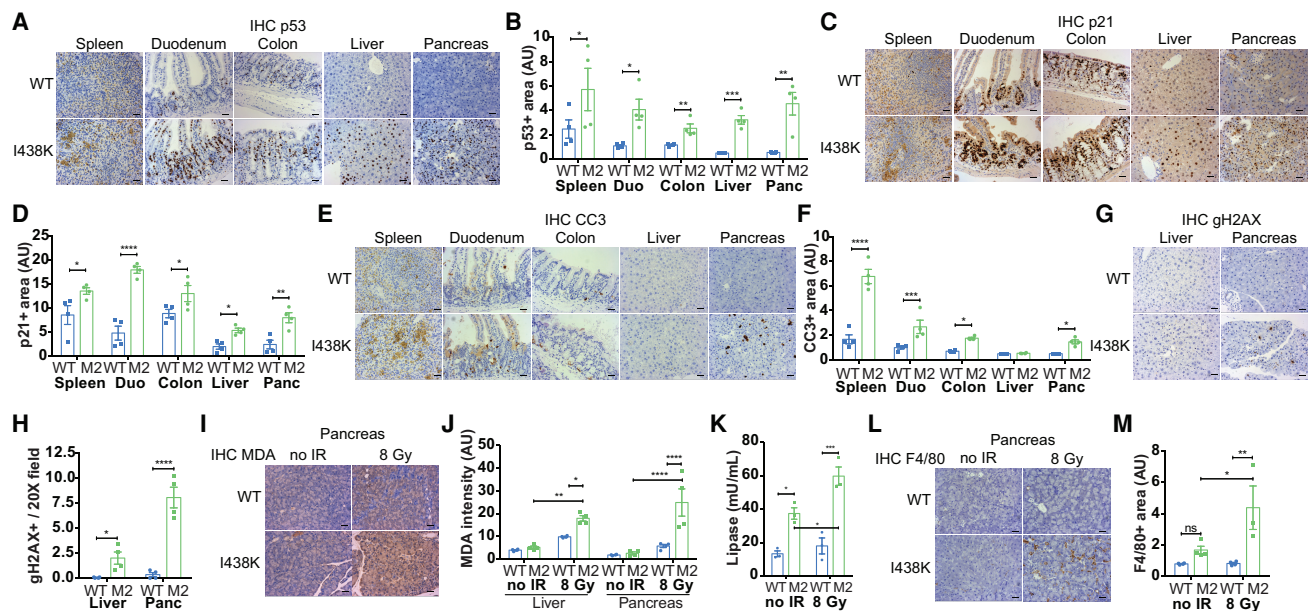 A
IHC p53
Spleen Duodenum Colon Liver Pancreas
WT
I438K
B
p53+ area (AU)
10
8
6
4
2
0
* * ** *** **
WT M2 WT M2 WT M2 WT M2 WT M2
Spleen Duo Colon Liver Panc
C
IHC p21
Spleen Duodenum Colon Liver Pancreas
WT
I438K
D
p21+ area (AU)
25
20
15
10
5
0
* **** * * **
WT M2 WT M2 WT M2 WT M2 WT M2
Spleen Duo Colon Liver Panc
E
IHC CC3
Spleen Duodenum Colon Liver Pancreas
WT
I438K
F
CC3+ area (AU)
10
8
6
4
2
0
**** *** * *
WT M2 WT M2 WT M2 WT M2 WT M2
Spleen Duo Colon Liver Panc
G
IHC gH2AX
Liver Pancreas
WT
I438K
H
gH2AX+ / 20X field
12.5
10.0
7.5
5.0
2.5
0.0
* ****
WT M2 WT M2
Liver Panc
I
Pancreas
IHC MDA no IR 8 Gy
WT
I438K
J
MDA intensity (AU)
50
40
30
20
10
0
** * **** ****
WT M2 WT M2 WT M2 WT M2
no IR 8 Gy no IR 8 Gy
Liver Pancreas
K
Lipase (mU/mL)
80
60
40
20
0
* * ***
WT M2 WT M2
no IR 8 Gy
L
Pancreas
IHC F4/80 no IR 8 Gy
WT
I438K
M
F4/80+ area (AU)
8
6
4
2
0
ns * **
WT M2 WT M2
no IR 8 Gy